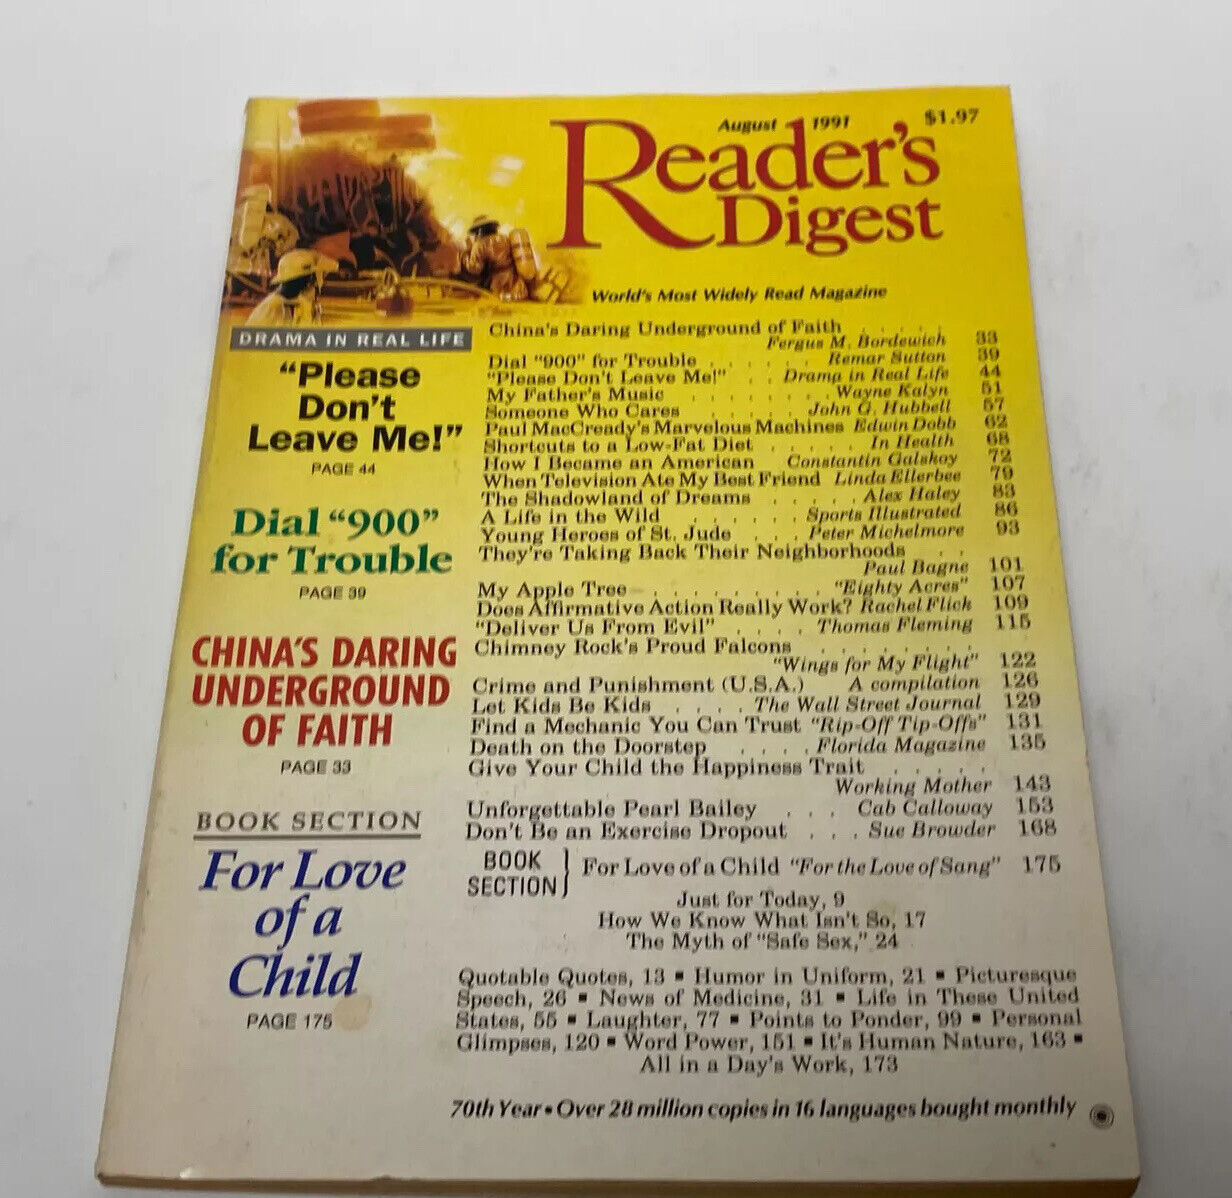 August 1991 $1.97
Reader's
Digest
World's Most Widely Read Magazine
DRAMA IN REAL LIFE
"Please
Don't
Leave Me!"
PAGE 44
Dial "900"
for Trouble
PAGE 39
CHINA'S DARING
UNDERGROUND
OF FAITH
PAGE 33
BOOK SECTION
For Love
of a
Child
PAGE 175
China's Daring Underground of Faith . . . . .
Fergus M. Bordewich 33
Dial "900" for Trouble . . . . . . Remar Sutton 39
"Please Don't Leave Me!" . . Drama in Real Life 44
My Father's Music . . . . . . . Wayne Kalyn 51
Someone Who Cares . . . . . John G. Hubbell 57
Paul MacCready's Marvelous Machines Edwin Dobb 62
Shortcuts to a Low-Fat Diet . . . . . In Health 68
How I Became an American Constantin Galskoy 72
When Television Ate My Best Friend Linda Ellerbee 79
The Shadowland of Dreams . . . . . Alex Haley 83
A Life in the Wild . . . . . . Sports Illustrated 86
Young Heroes of St. Jude . . . Peter Michelmore 93
They're Taking Back Their Neighborhoods . .
Paul Bagne 101
My Apple Tree . . . . . . . . . "Eighty Acres" 107
Does Affirmative Action Really Work? Rachel Flick 109
"Deliver Us From Evil" . . . . Thomas Fleming 115
Chimney Rock's Proud Falcons . . . . . . .
"Wings for My Flight" 122
Crime and Punishment (U.S.A.) A compilation 126
Let Kids Be Kids . . . . The Wall Street Journal 129
Find a Mechanic You Can Trust "Rip-Off Tip-Offs" 131
Death on the Doorstep . . . . Florida Magazine 135
Give Your Child the Happiness Trait . . . . .
Working Mother 143
Unforgettable Pearl Bailey . . . Cab Calloway 153
Don't Be an Exercise Dropout . . . Sue Browder 168
BOOK
SECTION } For Love of a Child "For the Love of Sang" 175
Just for Today, 9
How We Know What Isn't So, 17
The Myth of "Safe Sex," 24
Quotable Quotes, 13 ▪ Humor in Uniform, 21 ▪ Picturesque
Speech, 26 ▪ News of Medicine, 31 ▪ Life in These United
States, 55 ▪ Laughter, 77 ▪ Points to Ponder, 99 ▪ Personal
Glimpses, 120 ▪ Word Power, 151 ▪ It's Human Nature, 163 ▪
All in a Day's Work, 173
70th Year • Over 28 million copies in 16 languages bought monthly